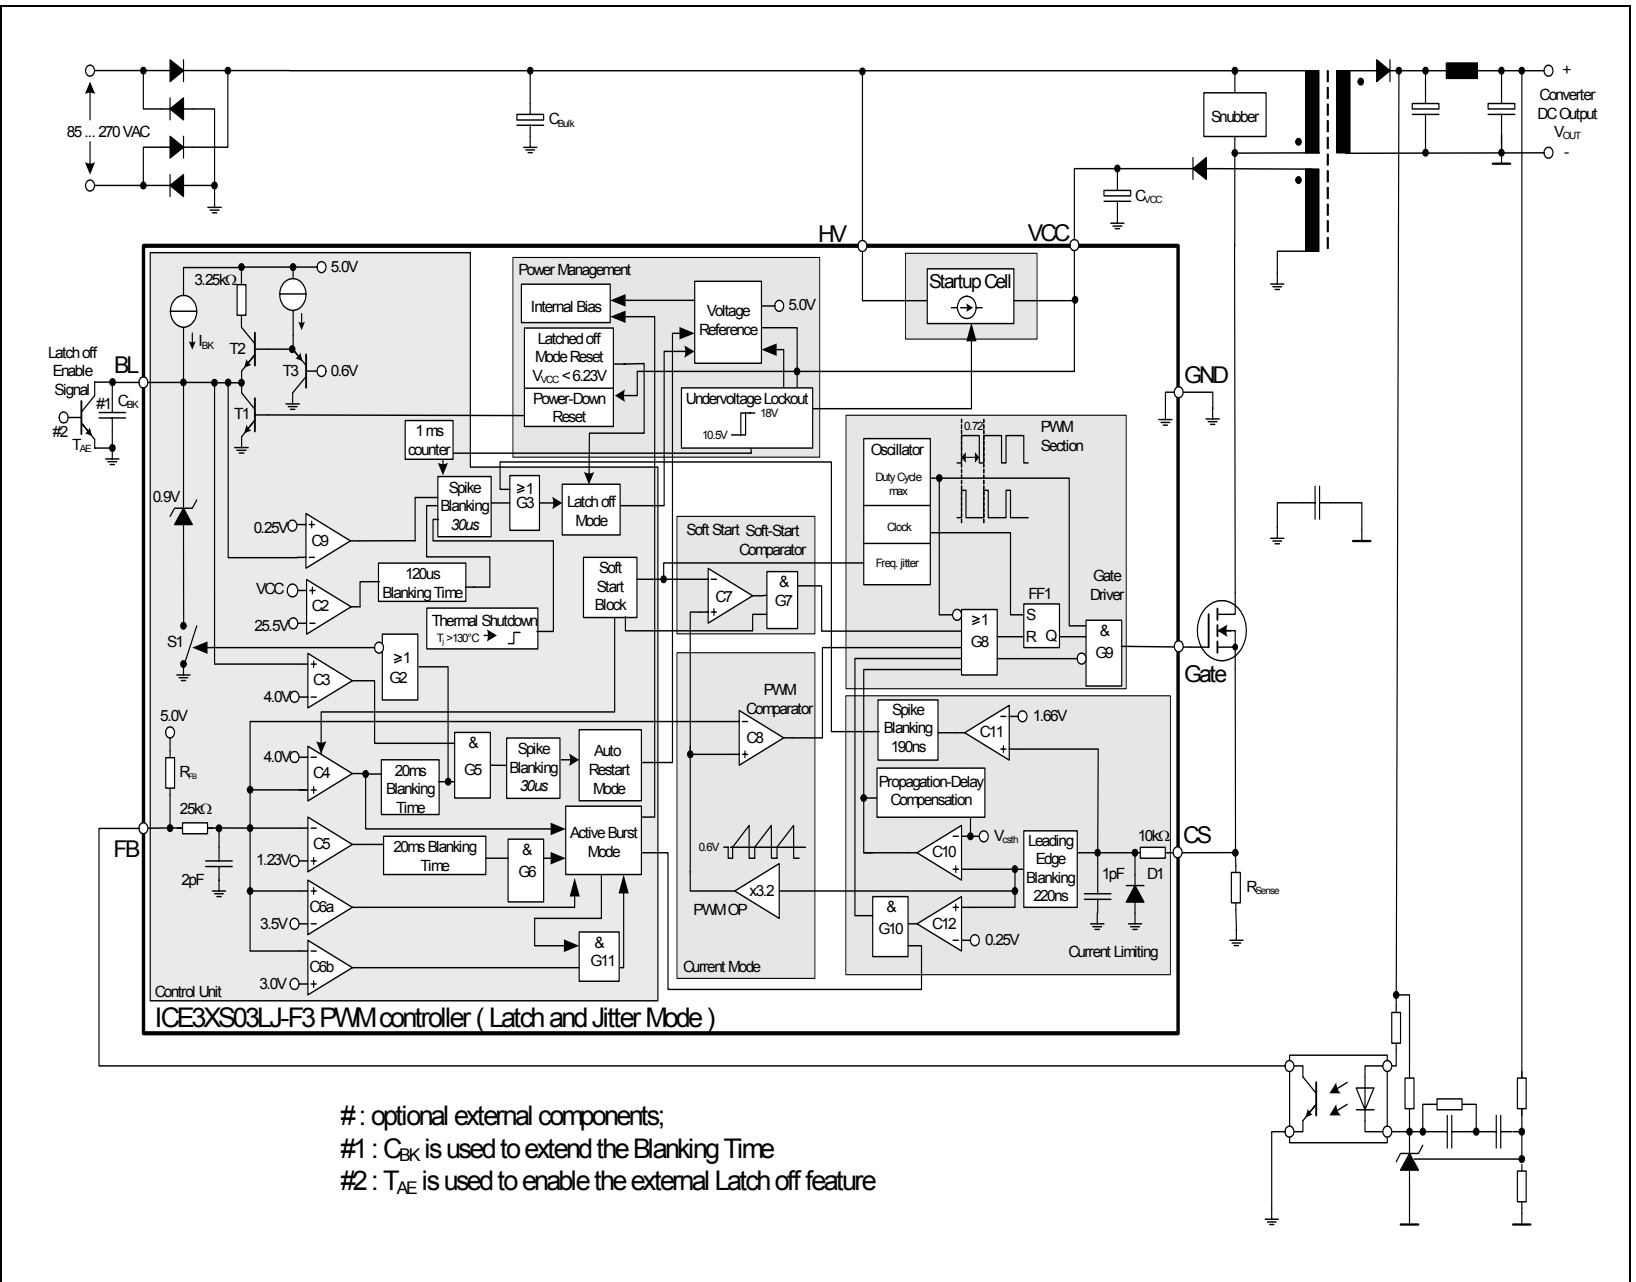 85 ... 270 VAC
CBulk
Snubber
+
Converter
DC Output
VOUT
-
CVCC
HV
VCC
3.25kΩ
5.0V
IBK
T2
T3
0.6V
T1
Latch off
Enable
Signal
BL
#1
CBK
#2
TAE
Power Management
Internal Bias
Voltage
Reference
5.0V
Latched off
Mode Reset
VVCC < 6.23V
Power-Down
Reset
Undervoltage Lockout
18V
10.5V
Startup Cell
GND
1 ms
counter
Spike
Blanking
30us
≥1
G3
Latch off
Mode
0.9V
0.25V
+
C9
-
VCC
+
C2
-
25.5V
120us
Blanking Time
Thermal Shutdown
Tj >130°C
S1
≥1
G2
+
C3
-
4.0V
Soft
Start
Block
Soft Start
Soft-Start
Comparator
-
C7
+
&
G7
Oscillator
Duty Cycle
max
Clock
Freq. jitter
0.72
PWM
Section
≥1
G8
FF1
S
R
Q
Gate
Driver
&
G9
Gate
5.0V
RFB
25kΩ
FB
2pF
4.0V
-
C4
+
20ms
Blanking
Time
&
G5
Spike
Blanking
30us
Auto
Restart
Mode
-
C5
+
1.23V
20ms Blanking
Time
&
G6
Active Burst
Mode
+
C6a
-
3.5V
-
C6b
+
3.0V
&
G11
Control Unit
PWM
Comparator
-
C8
+
0.6V
x3.2
PWM OP
Current Mode
Spike
Blanking
190ns
-
C11
+
1.66V
Propagation-Delay
Compensation
-
C10
+
Vcsth
Leading
Edge
Blanking
220ns
10kΩ
CS
1pF
D1
RSense
&
G10
+
C12
-
0.25V
Current Limiting
ICE3XS03LJ-F3 PWM controller ( Latch and Jitter Mode )
# : optional external components;
#1 : CBK is used to extend the Blanking Time
#2 : TAE is used to enable the external Latch off feature